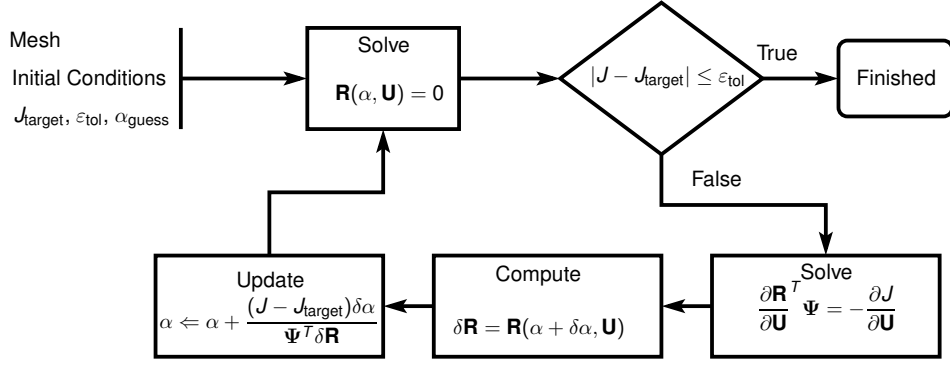 Mesh
Initial Conditions
J_target, ε_tol, α_guess
Solve
R(α, U) = 0
|J − J_target| ≤ ε_tol
True
Finished
False
Solve
∂R/∂U ^T Ψ = −∂J/∂U
Compute
δR = R(α + δα, U)
Update
α ⇐ α + (J − J_target)δα / Ψ^T δR